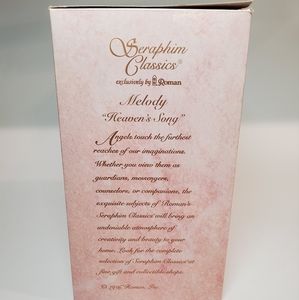 Seraphim
Classics®
exclusively by Roman
Melody
"Heaven's Song"
Angels touch the furthest
reaches of our imaginations.
Whether you view them as
guardians, messengers,
counselors, or companions, the
exquisite subjects of Roman's
Seraphim Classics® will bring an
undeniable atmosphere of
creativity and beauty to your
home. Look for the complete
selection of Seraphim Classics® at
fine gift and collectible shops.
© Roman, Inc.